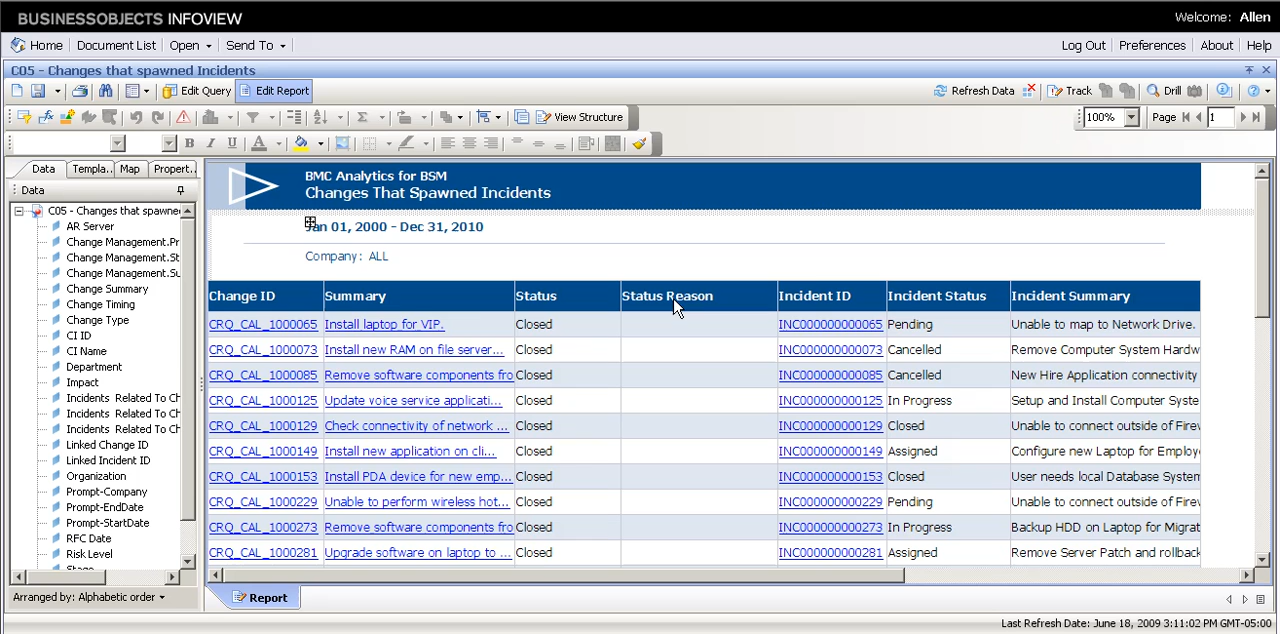 BUSINESSOBJECTS INFOVIEW
Welcome: Allen
Home Document List Open Send To
Log Out Preferences About Help
C05 - Changes that spawned Incidents
Edit Query Edit Report
Refresh Data Track Drill
View Structure
100% Page 1
B I U A
Data Templa.. Map Propert..
Data
C05 - Changes that spawne
AR Server
Change Management.Pr
Change Management.St
Change Management.Su
Change Summary
Change Timing
Change Type
CI ID
CI Name
Department
Impact
Incidents Related To Ch
Incidents Related To Ch
Incidents Related To Ch
Linked Change ID
Linked Incident ID
Organization
Prompt-Company
Prompt-EndDate
Prompt-StartDate
RFC Date
Risk Level
Arranged by: Alphabetic order
BMC Analytics for BSM
Changes That Spawned Incidents
Jan 01, 2000 - Dec 31, 2010
Company: ALL
Change ID Summary Status Status Reason Incident ID Incident Status Incident Summary
CRQ_CAL_1000065 Install laptop for VIP. Closed INC000000000065 Pending Unable to map to Network Drive.
CRQ_CAL_1000073 Install new RAM on file server... Closed INC000000000073 Cancelled Remove Computer System Hardw
CRQ_CAL_1000085 Remove software components fro Closed INC000000000085 Cancelled New Hire Application connectivity
CRQ_CAL_1000125 Update voice service applicati... Closed INC000000000125 In Progress Setup and Install Computer Syste
CRQ_CAL_1000129 Check connectivity of network ... Closed INC000000000129 Closed Unable to connect outside of Firev
CRQ_CAL_1000149 Install new application on cli... Closed INC000000000149 Assigned Configure new Laptop for Employ
CRQ_CAL_1000153 Install PDA device for new emp... Closed INC000000000153 Closed User needs local Database System
CRQ_CAL_1000229 Unable to perform wireless hot... Closed INC000000000229 Pending Unable to connect outside of Firev
CRQ_CAL_1000273 Remove software components fro Closed INC000000000273 In Progress Backup HDD on Laptop for Migrat
CRQ_CAL_1000281 Upgrade software on laptop to ... Closed INC000000000281 Assigned Remove Server Patch and rollback
Report
Last Refresh Date: June 18, 2009 3:11:02 PM GMT-05:00